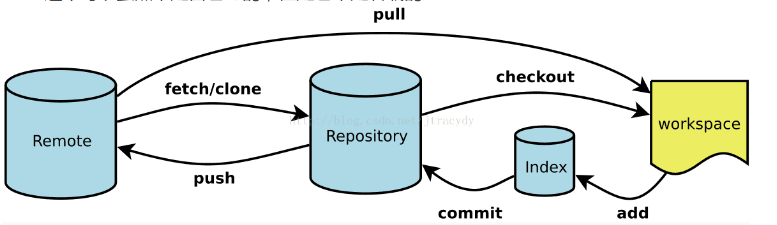 pull
fetch/clone
checkout
Remote
Repository
workspace
Index
push
commit
add